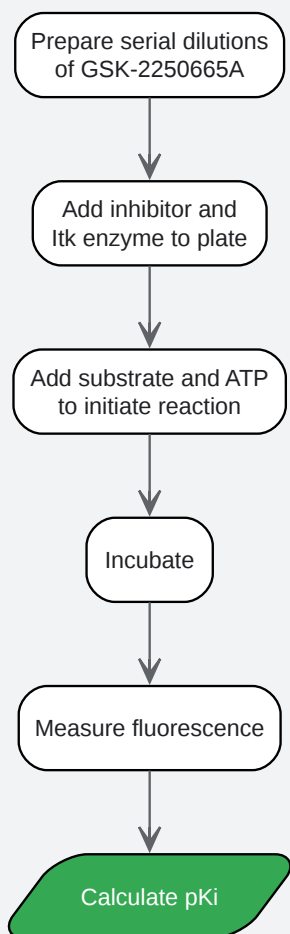 Prepare serial dilutions
of GSK-2250665A
Add inhibitor and
Itk enzyme to plate
Add substrate and ATP
to initiate reaction
Incubate
Measure fluorescence
Calculate pKi